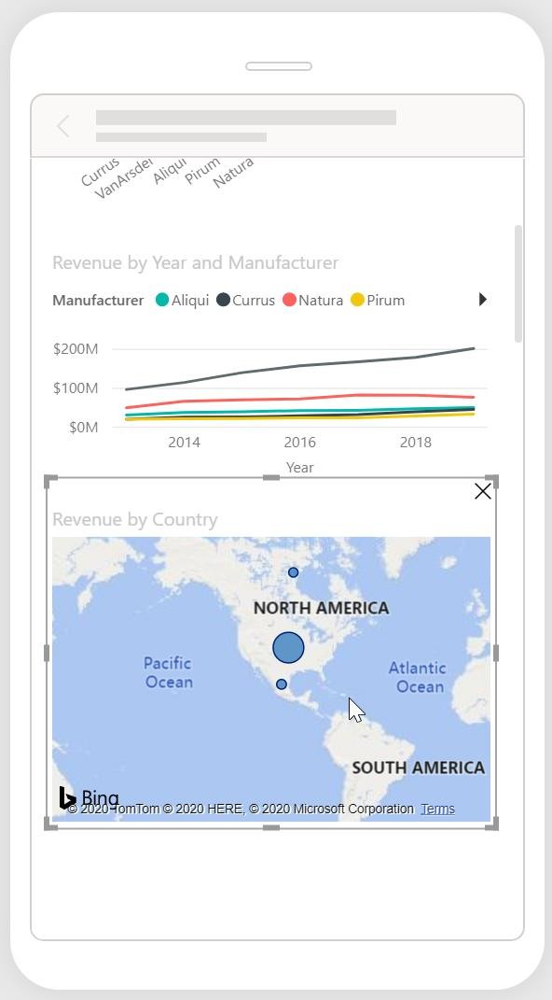 Currus
VanArsdel
Aliqui
Pirum
Natura
Revenue by Year and Manufacturer
Manufacturer Aliqui Currus Natura Pirum
$200M
$100M
$0M
2014 2016 2018
Year
Revenue by Country
NORTH AMERICA
Pacific
Ocean
Atlantic
Ocean
SOUTH AMERICA
Bing
© 2020 TomTom © 2020 HERE, © 2020 Microsoft Corporation Terms